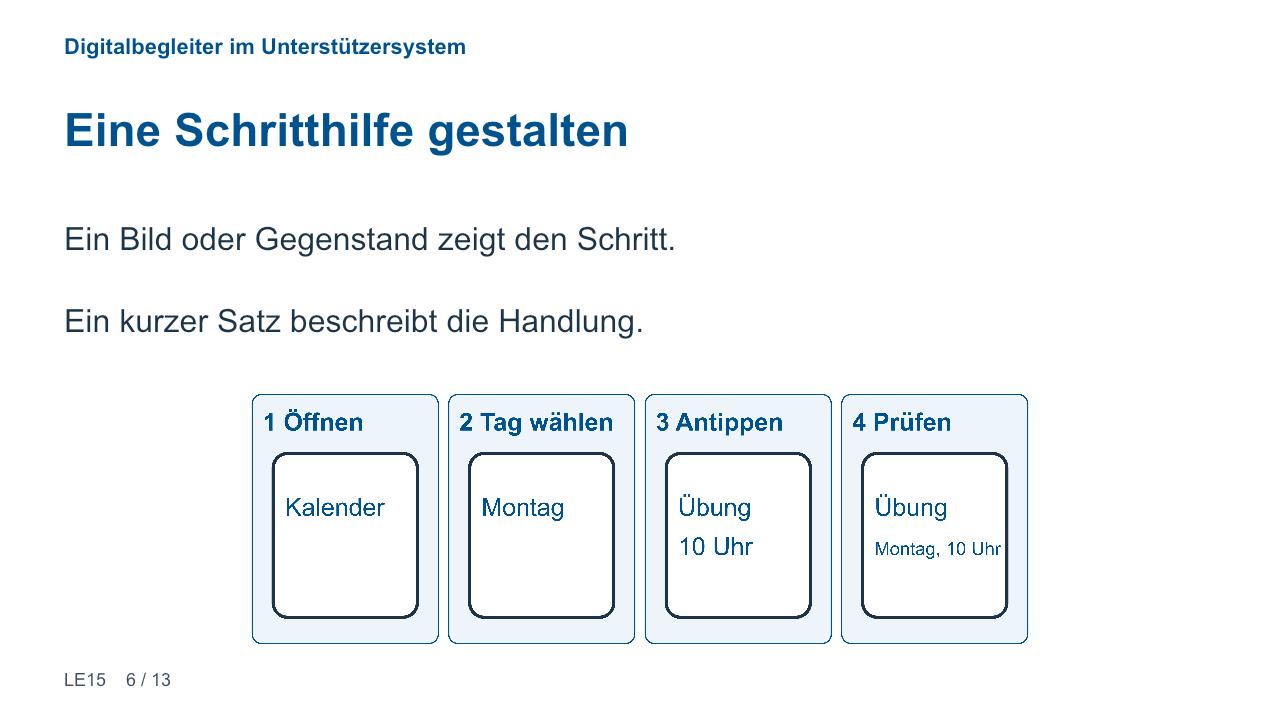 Digitalbegleiter im Unterstützersystem
Eine Schritthilfe gestalten
Ein Bild oder Gegenstand zeigt den Schritt.
Ein kurzer Satz beschreibt die Handlung.
1 Öffnen
Kalender
2 Tag wählen
Montag
3 Antippen
Übung
10 Uhr
4 Prüfen
Übung
Montag, 10 Uhr
LE15 6 / 13